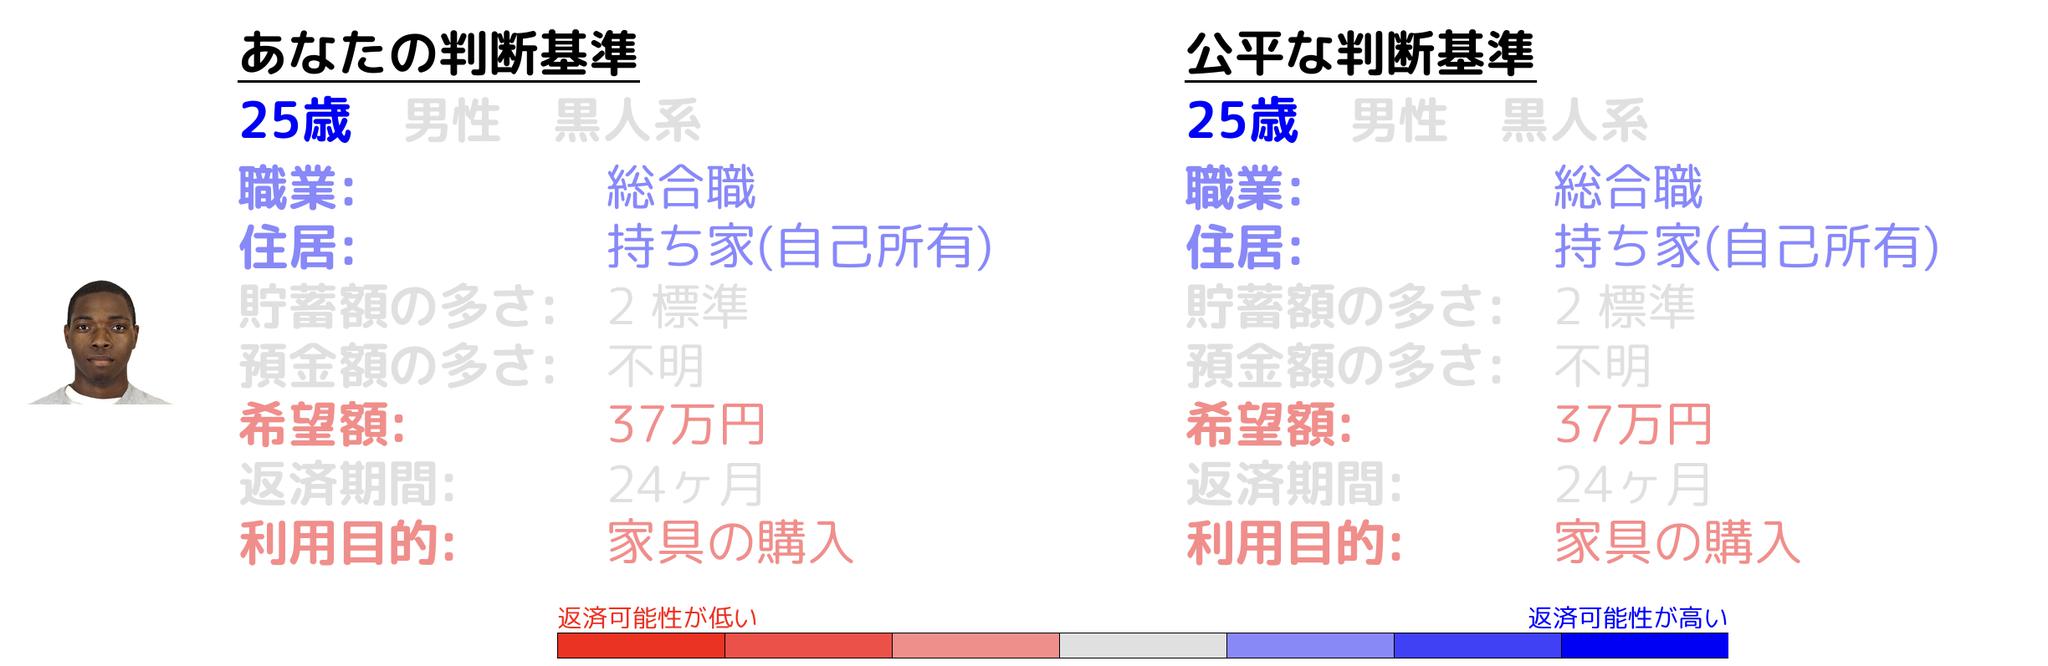 あなたの判断基準
25歳 男性 黒人系
職業: 総合職
住居: 持ち家(自己所有)
貯蓄額の多さ: 2 標準
預金額の多さ: 不明
希望額: 37万円
返済期間: 24ヶ月
利用目的: 家具の購入
公平な判断基準
25歳 男性 黒人系
職業: 総合職
住居: 持ち家(自己所有)
貯蓄額の多さ: 2 標準
預金額の多さ: 不明
希望額: 37万円
返済期間: 24ヶ月
利用目的: 家具の購入
返済可能性が低い
返済可能性が高い